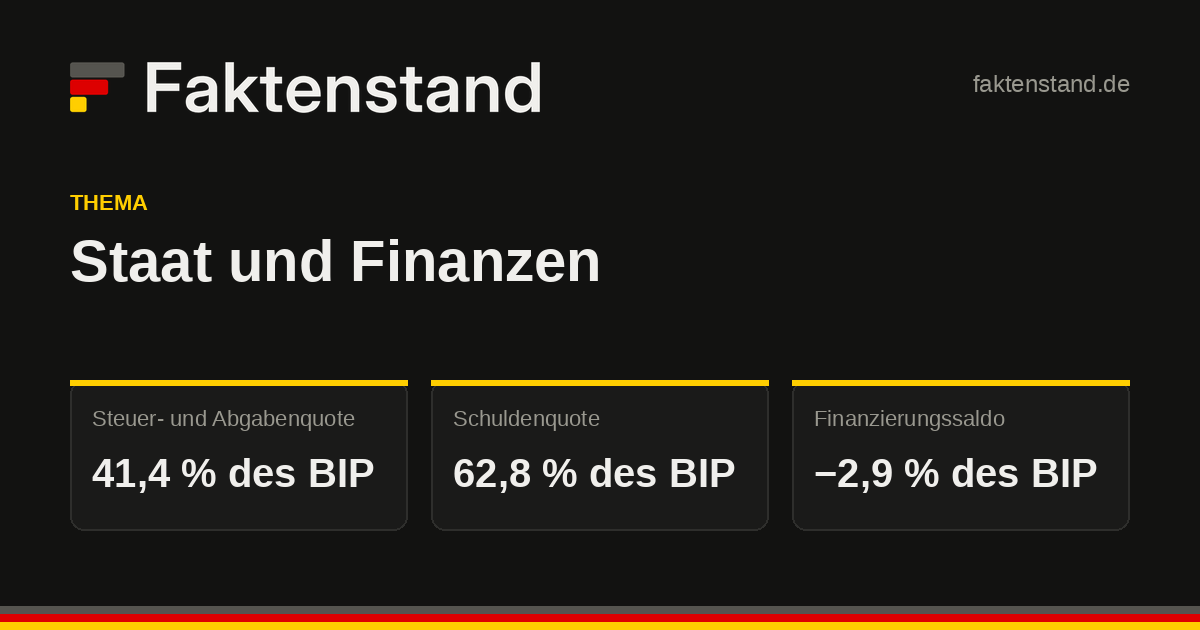 Faktenstand
faktenstand.de
THEMA
Staat und Finanzen
Steuer- und Abgabenquote
41,4 % des BIP
Schuldenquote
62,8 % des BIP
Finanzierungssaldo
−2,9 % des BIP